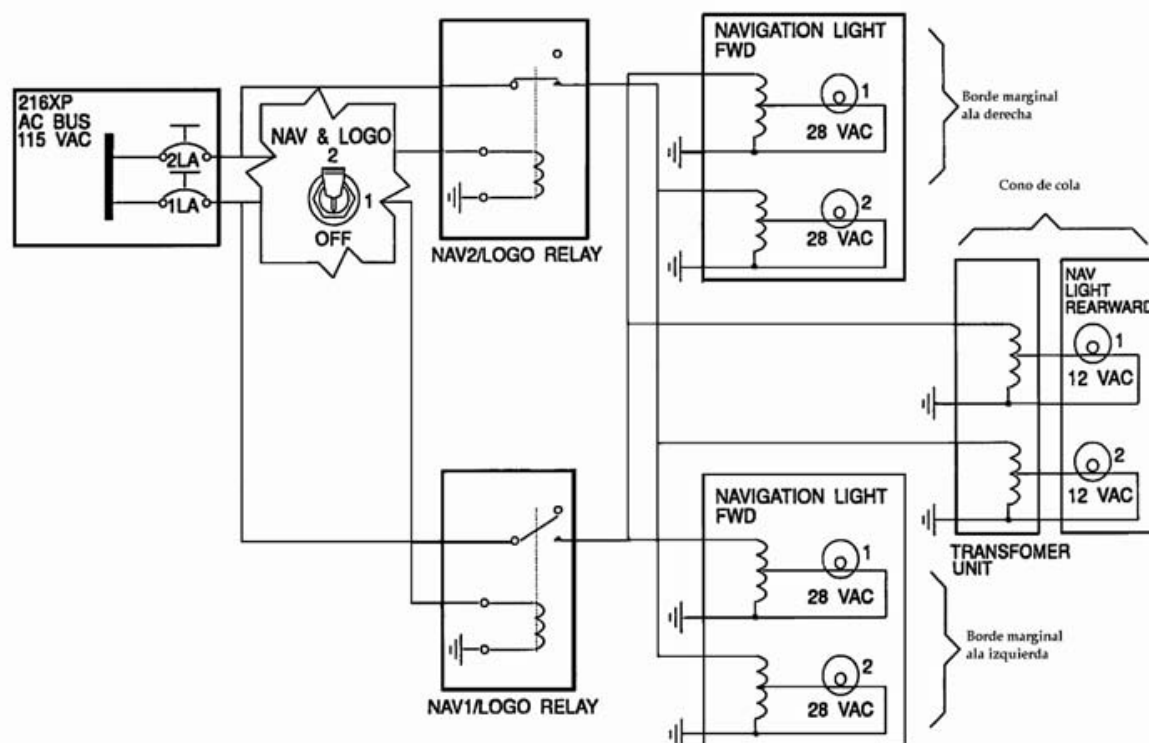 216XP
AC BUS
115 VAC
2LA
1LA
NAV & LOGO
2
1
OFF
NAV2/LOGO RELAY
NAVIGATION LIGHT
FWD
1
28 VAC
2
28 VAC
Borde marginal
ala derecha
Cono de cola
NAV
LIGHT
REARWARD
1
12 VAC
2
12 VAC
TRANSFOMER
UNIT
NAV1/LOGO RELAY
NAVIGATION LIGHT
FWD
1
28 VAC
2
28 VAC
Borde marginal
ala izquierda